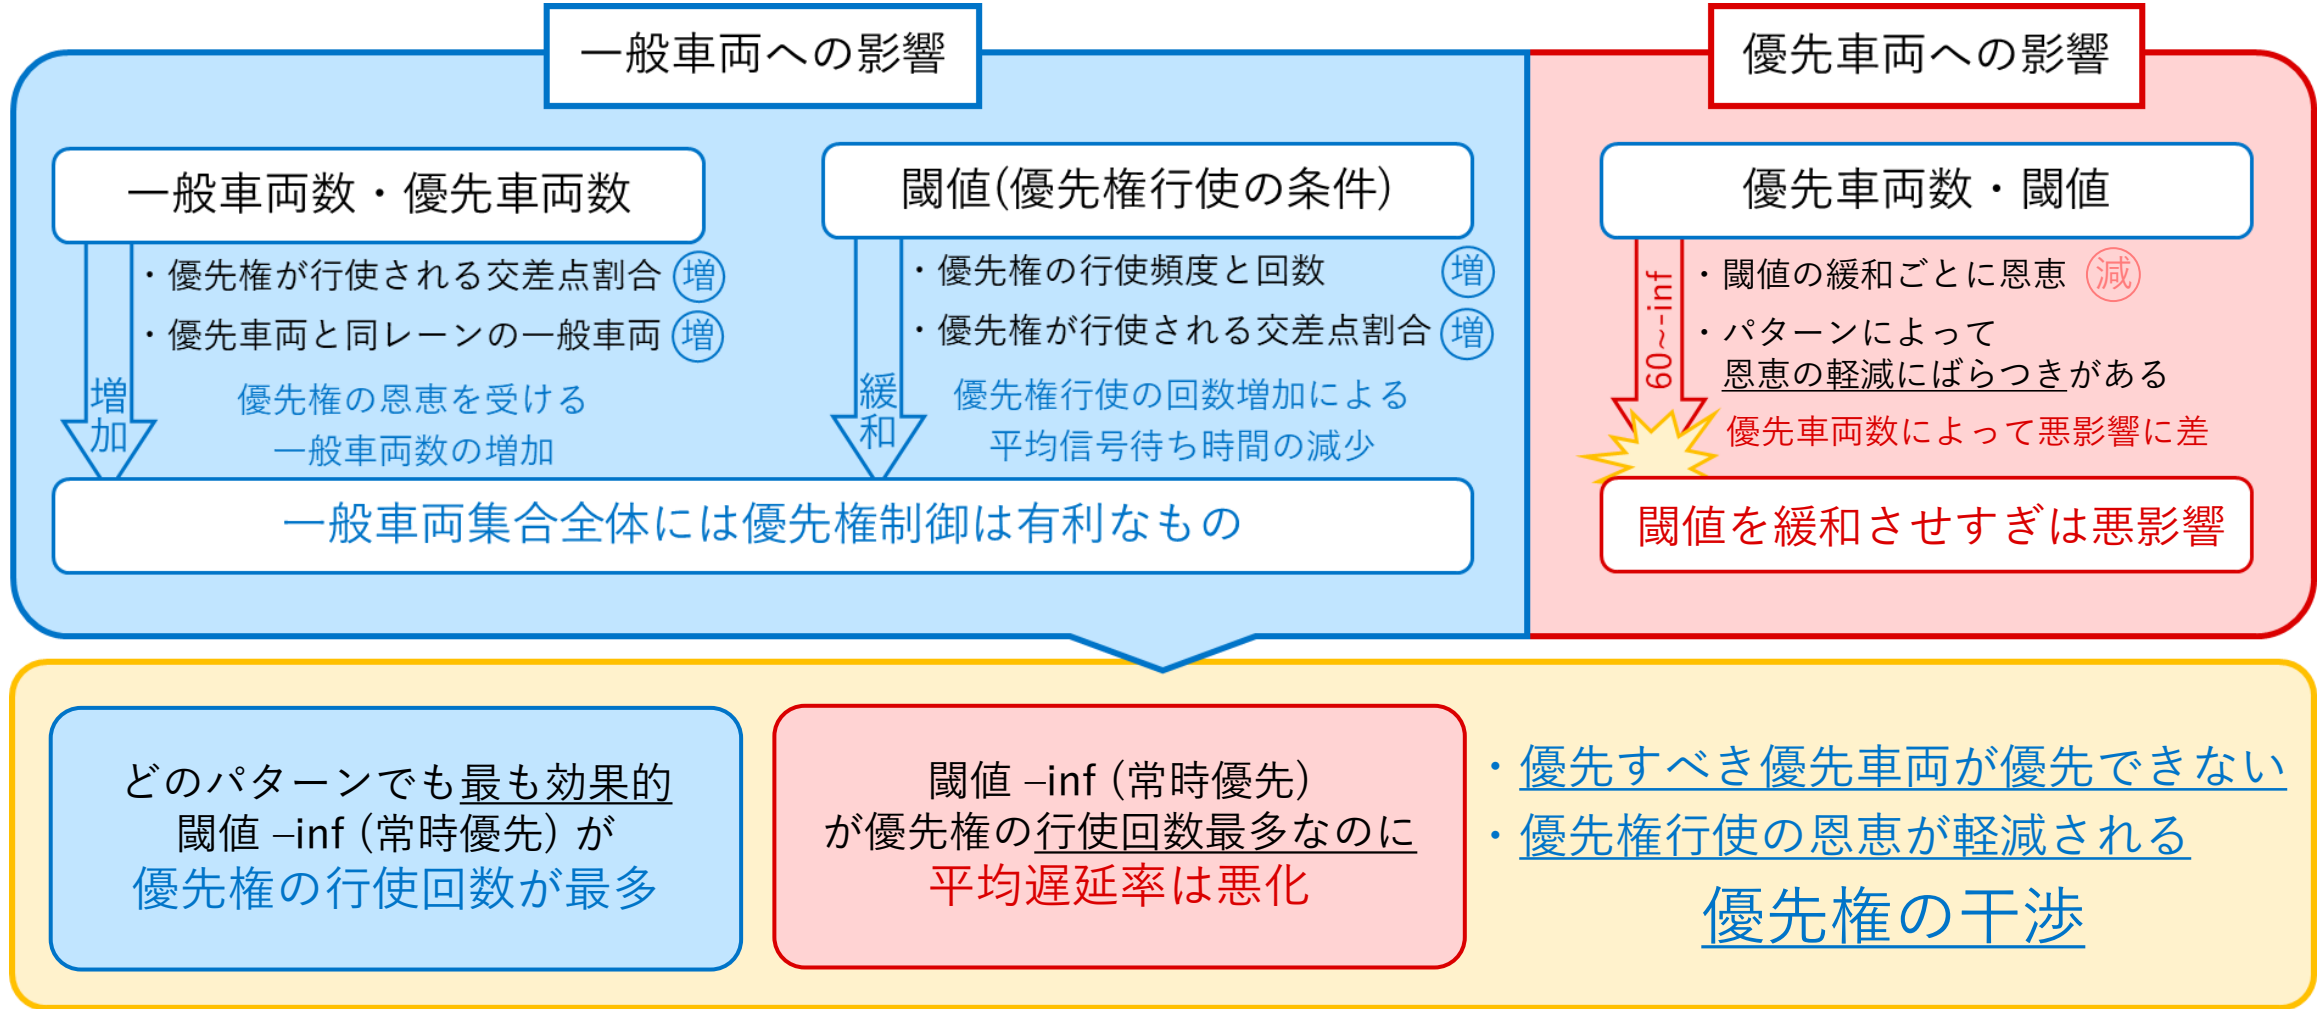 一般車両への影響
一般車両数・優先車両数
・優先権が行使される交差点割合 増
・優先車両と同レーンの一般車両 増
増加
優先権の恩恵を受ける
一般車両数の増加
閾値(優先権行使の条件)
・優先権の行使頻度と回数 増
・優先権が行使される交差点割合 増
緩和
優先権行使の回数増加による
平均信号待ち時間の減少
一般車両集合全体には優先権制御は有利なもの
優先車両への影響
優先車両数・閾値
60~-inf
・閾値の緩和ごとに恩恵 減
・パターンによって
恩恵の軽減にばらつきがある
優先車両数によって悪影響に差
閾値を緩和させすぎは悪影響
どのパターンでも最も効果的
閾値 –inf (常時優先) が
優先権の行使回数が最多
閾値 –inf (常時優先)
が優先権の行使回数最多なのに
平均遅延率は悪化
・優先すべき優先車両が優先できない
・優先権行使の恩恵が軽減される
優先権の干渉